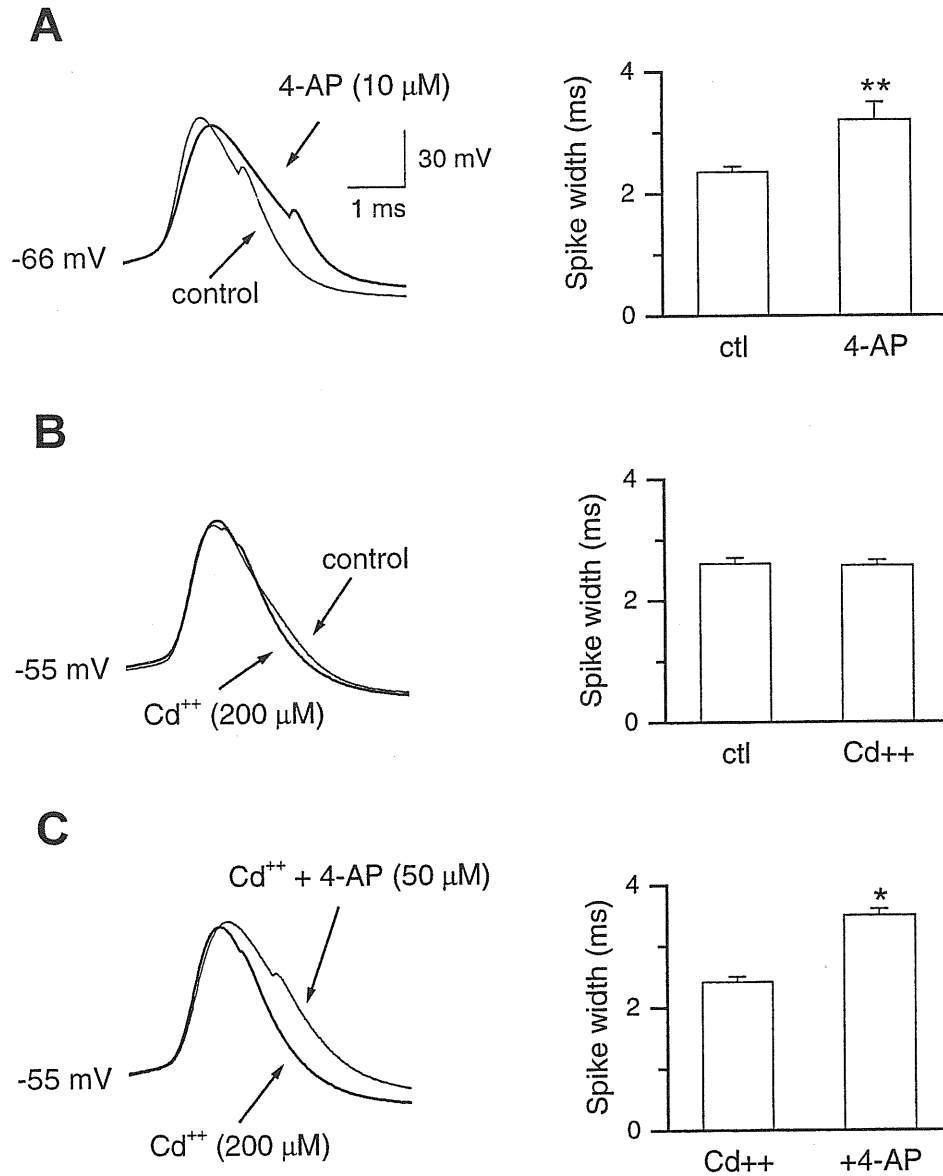 A
4-AP (10 μM)
30 mV
1 ms
-66 mV
control
Spike width (ms)
4
2
0
**
ctl
4-AP
B
control
-55 mV
Cd++ (200 μM)
Spike width (ms)
4
2
0
ctl
Cd++
C
Cd++ + 4-AP (50 μM)
-55 mV
Cd++ (200 μM)
Spike width (ms)
4
2
0
*
Cd++
+4-AP